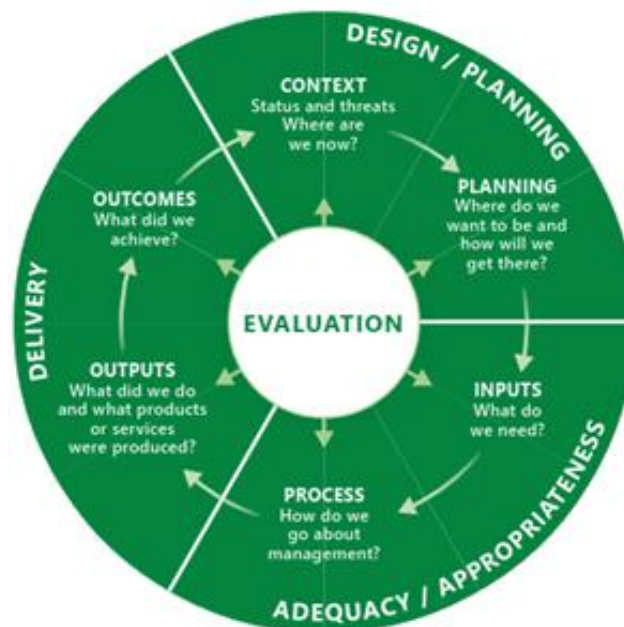 DESIGN / PLANNING
CONTEXT
Status and threats
Where are
we now?
PLANNING
Where do we
want to be and
how will we
get there?
INPUTS
What do
we need?
ADEQUACY / APPROPRIATENESS
PROCESS
How do we
go about
management?
OUTPUTS
What did we do
and what products
or services
were produced?
DELIVERY
OUTCOMES
What did we
achieve?
EVALUATION